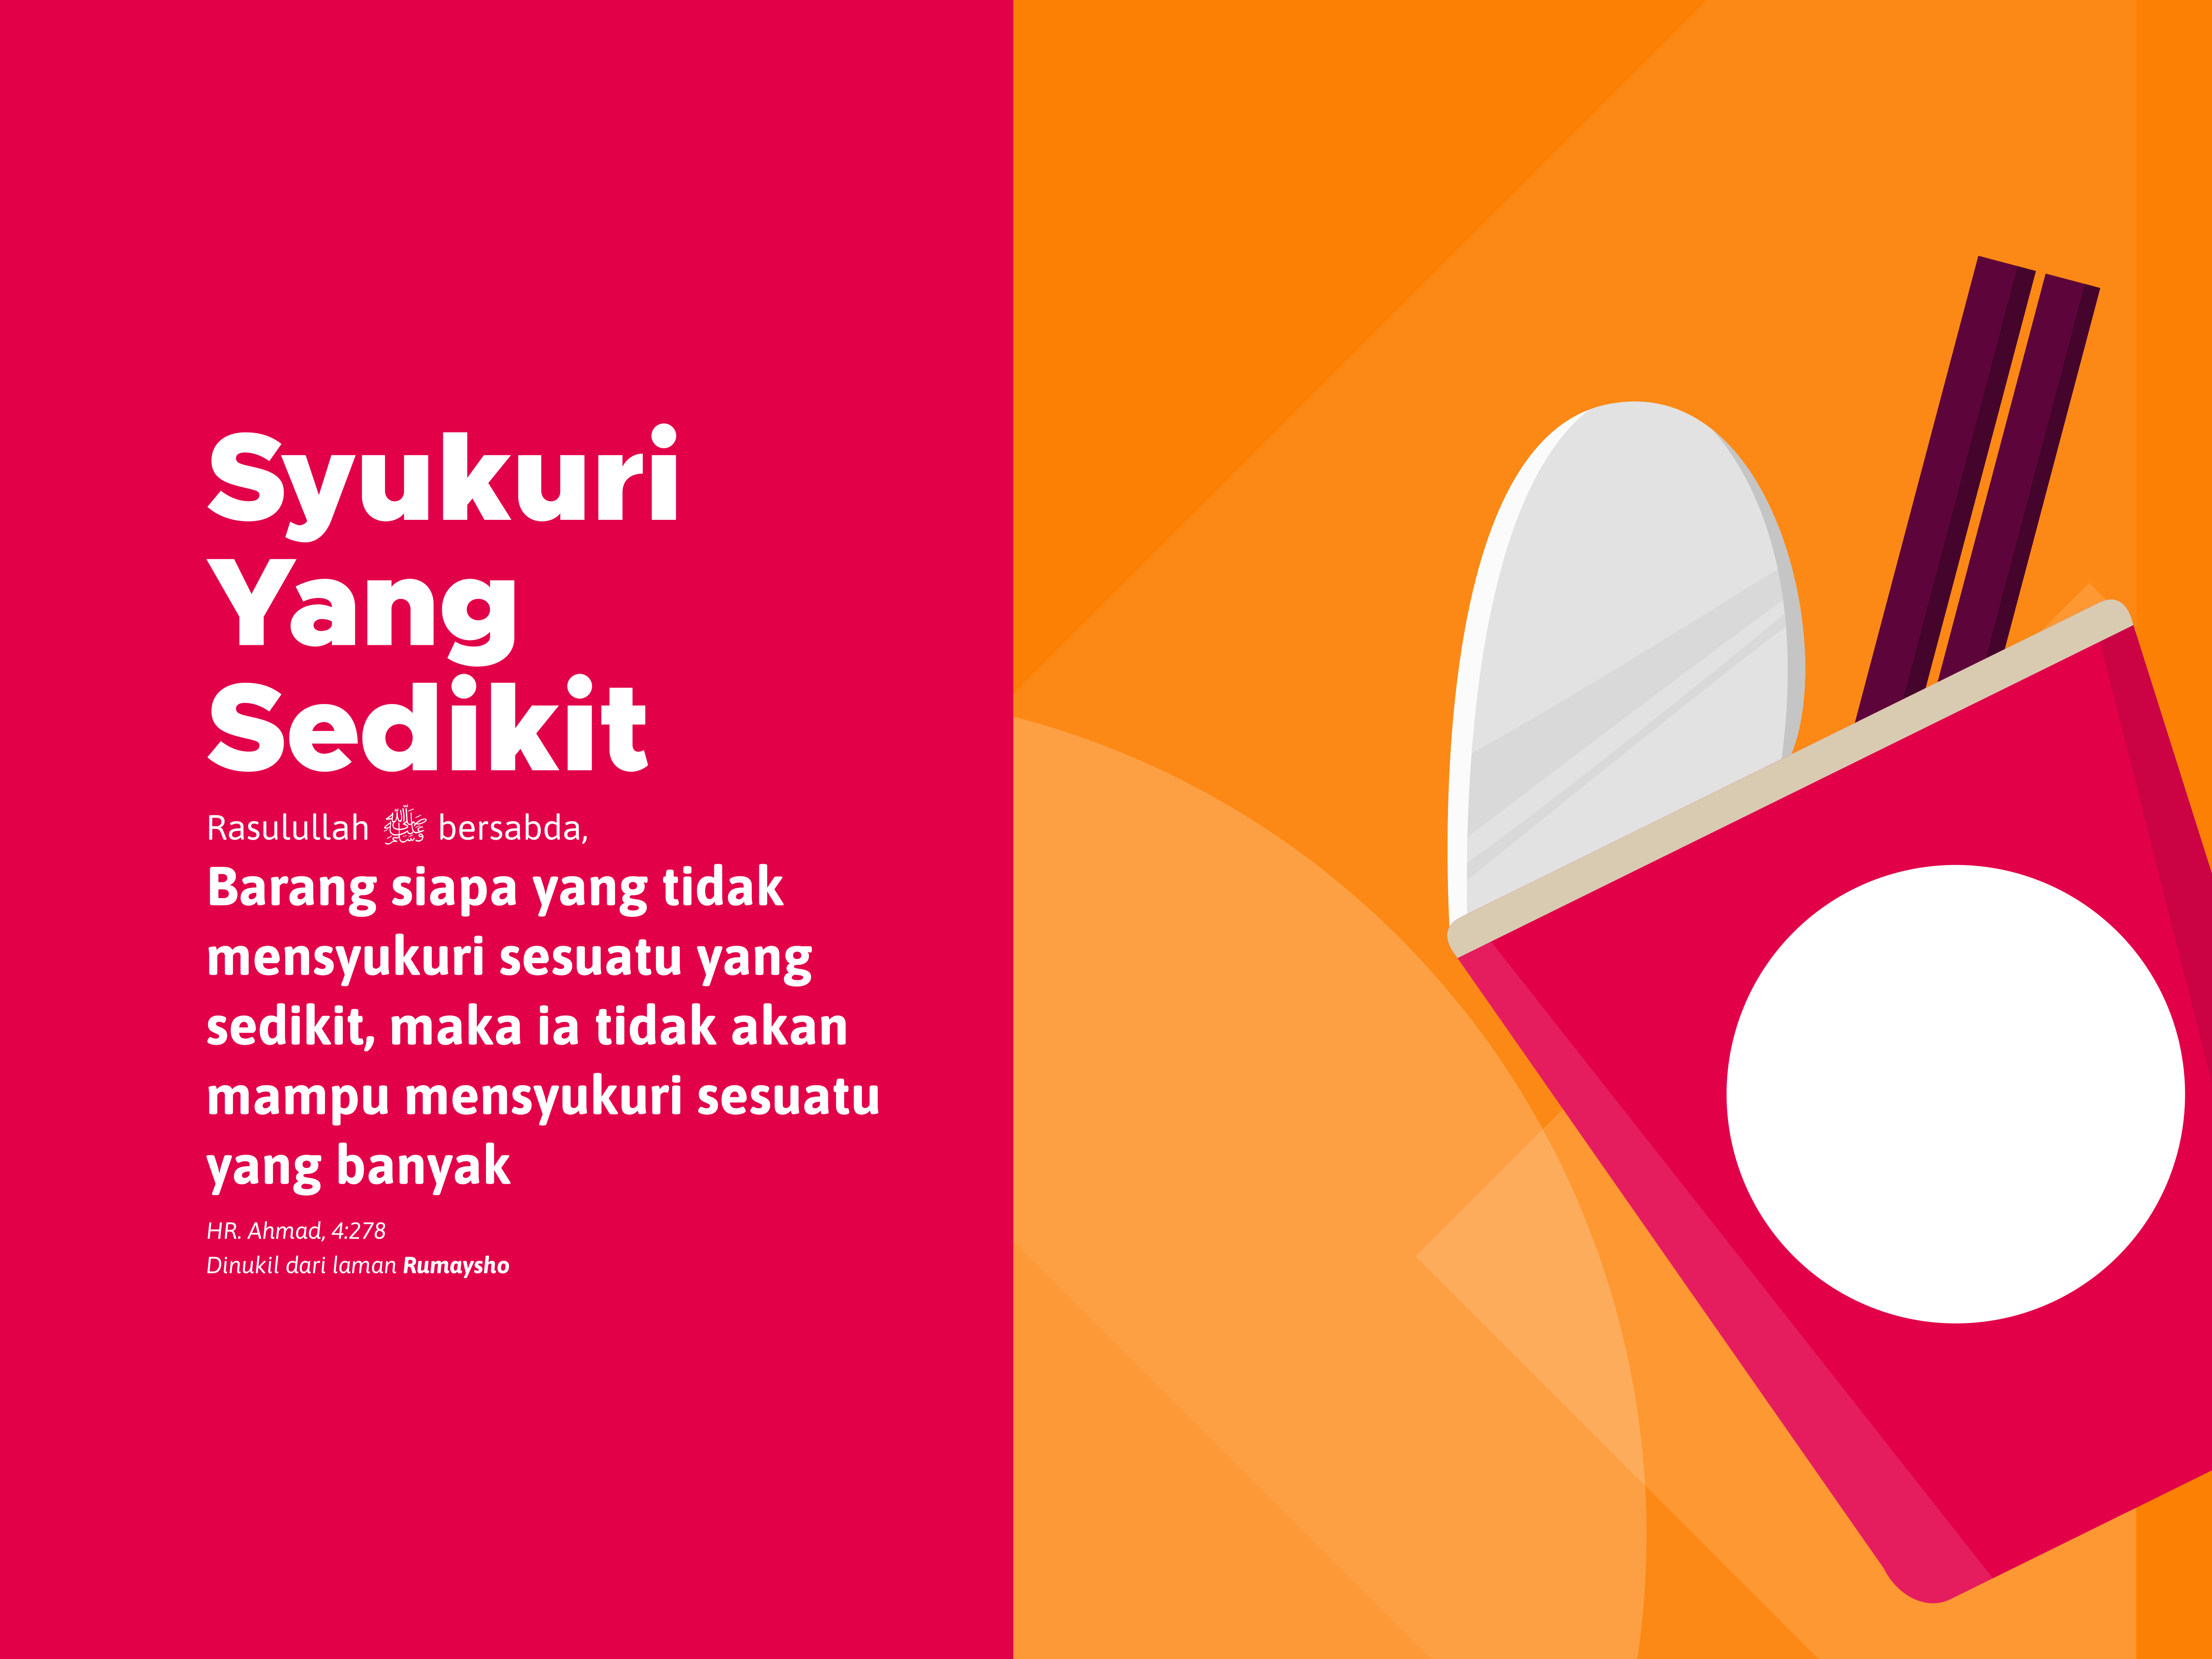 Syukuri
Yang
Sedikit
Rasulullah ﷺ bersabda,
Barang siapa yang tidak
mensyukuri sesuatu yang
sedikit, maka ia tidak akan
mampu mensyukuri sesuatu
yang banyak
HR. Ahmad, 4:278
Dinukil dari laman Rumaysho